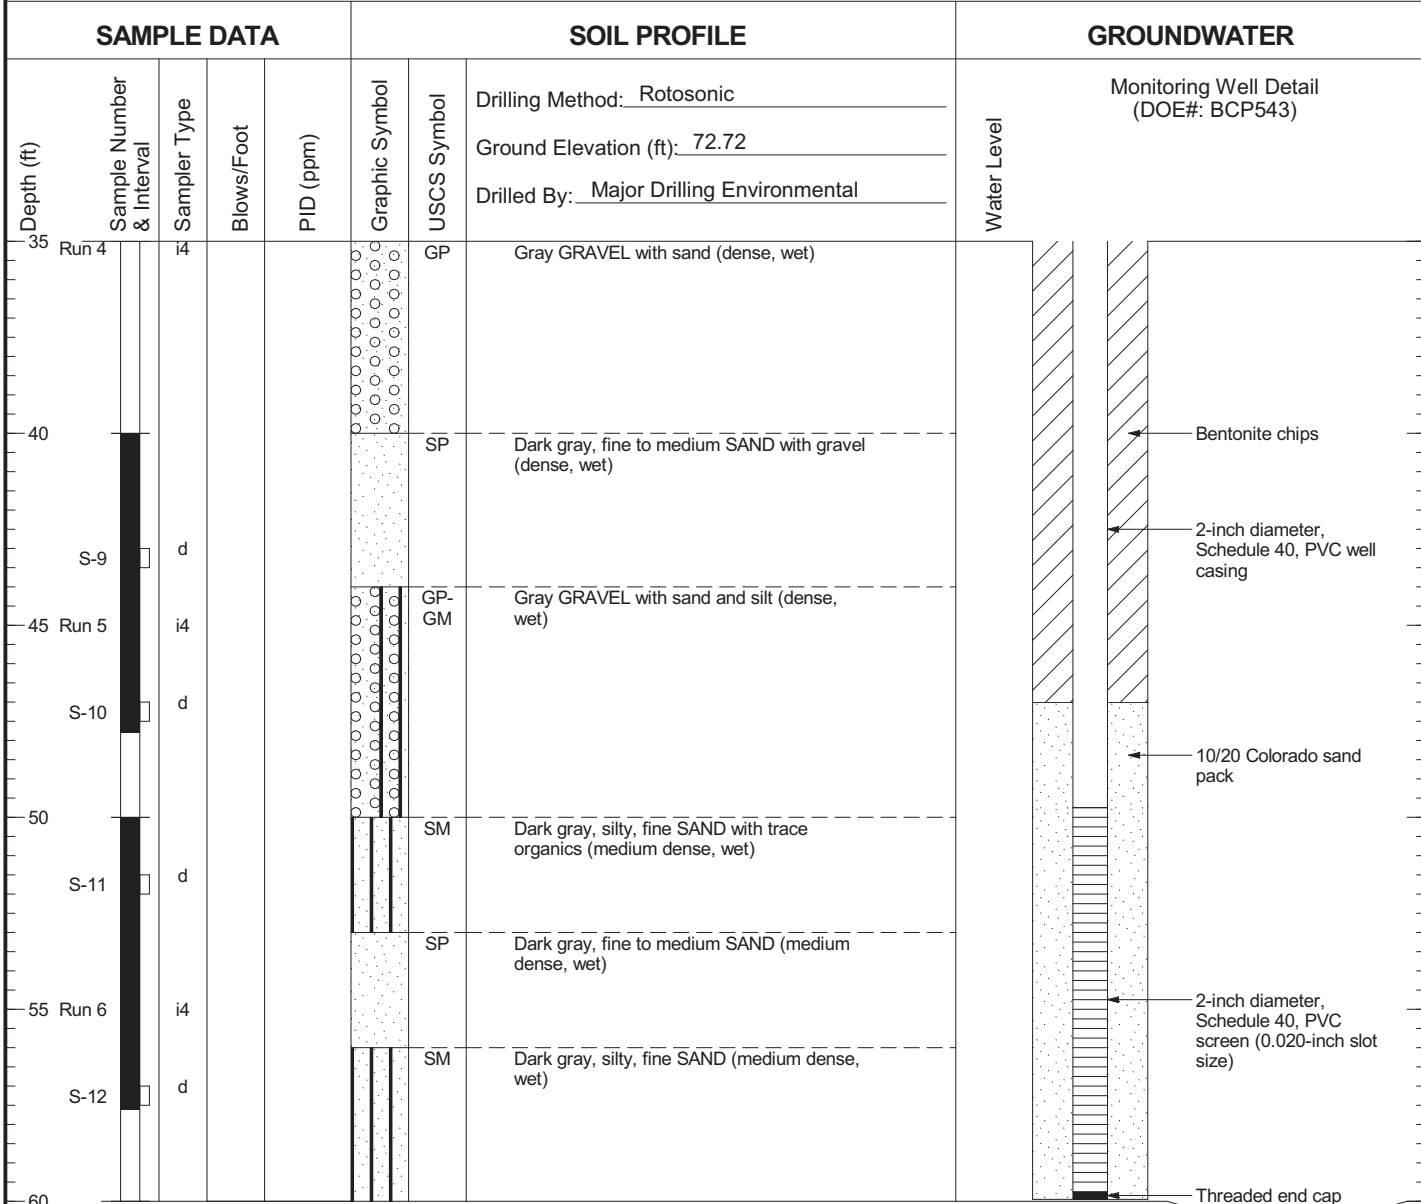 SAMPLE DATA
SOIL PROFILE
GROUNDWATER
Depth (ft)
Sample Number
& Interval
Sampler Type
Blows/Foot
PID (ppm)
Graphic Symbol
USCS Symbol
Drilling Method: Rotosonic
Ground Elevation (ft): 72.72
Drilled By: Major Drilling Environmental
Water Level
Monitoring Well Detail
(DOE#: BCP543)
35 Run 4 i4 GP Gray GRAVEL with sand (dense, wet)
40 SP Dark gray, fine to medium SAND with gravel
(dense, wet)
Bentonite chips
S-9 d
2-inch diameter,
Schedule 40, PVC well
casing
GP-
GM
Gray GRAVEL with sand and silt (dense,
wet)
45 Run 5 i4
S-10 d
10/20 Colorado sand
pack
50 SM Dark gray, silty, fine SAND with trace
organics (medium dense, wet)
S-11 d
SP Dark gray, fine to medium SAND (medium
dense, wet)
55 Run 6 i4
2-inch diameter,
Schedule 40, PVC
screen (0.020-inch slot
size)
SM Dark gray, silty, fine SAND (medium dense,
wet)
S-12 d
60
Threaded end cap